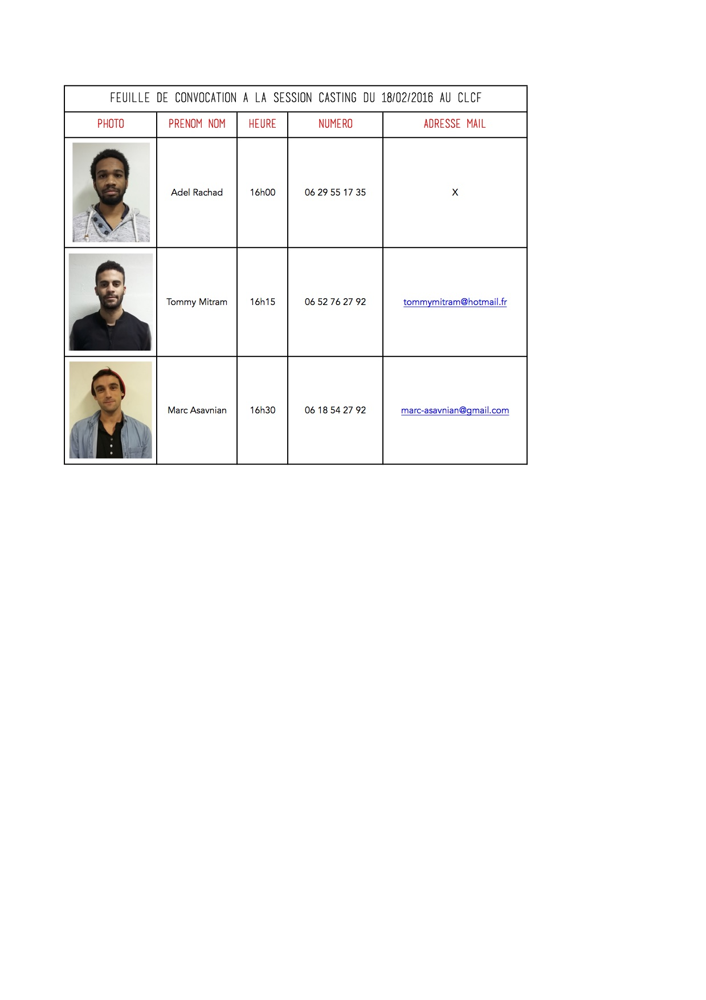 FEUILLE DE CONVOCATION A LA SESSION CASTING DU 18/02/2016 AU CLCF
PHOTO PRENOM NOM HEURE NUMERO ADRESSE MAIL
Adel Rachad 16h00 06 29 55 17 35 X
Tommy Mitram 16h15 06 52 76 27 92 tommymitram@hotmail.fr
Marc Asavnian 16h30 06 18 54 27 92 marc-asavnian@gmail.com